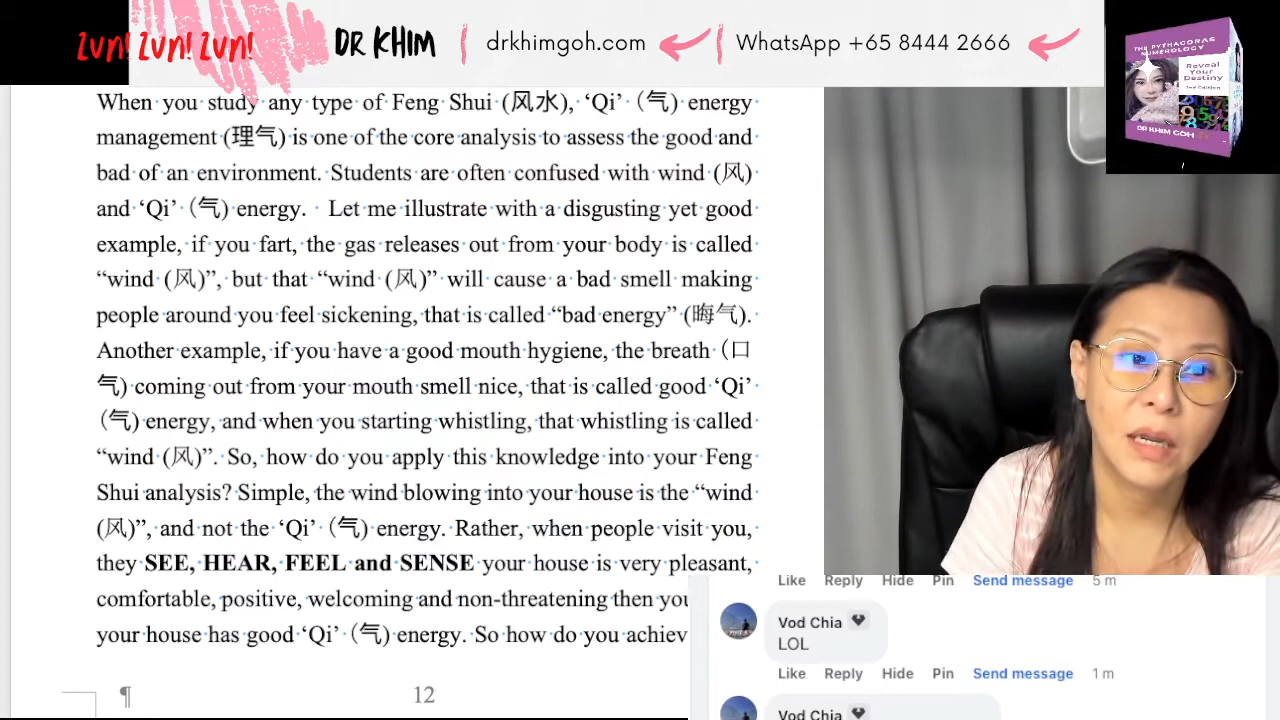 ZVN! ZVN! ZVN!
DR KHIM
drkhimgoh.com
WhatsApp +65 8444 2666
THE PYTHAGORAS
NUMEROLOGY
Reveal
Your
Destiny
2nd Edition
DR KHIM GOH
When you study any type of Feng Shui (风水), ‘Qi’ (气) energy
management (理气) is one of the core analysis to assess the good and
bad of an environment. Students are often confused with wind (风)
and ‘Qi’ (气) energy. Let me illustrate with a disgusting yet good
example, if you fart, the gas releases out from your body is called
“wind (风)”, but that “wind (风)” will cause a bad smell making
people around you feel sickening, that is called “bad energy” (晦气).
Another example, if you have a good mouth hygiene, the breath (口
气) coming out from your mouth smell nice, that is called good ‘Qi’
(气) energy, and when you starting whistling, that whistling is called
“wind (风)”. So, how do you apply this knowledge into your Feng
Shui analysis? Simple, the wind blowing into your house is the “wind
(风)”, and not the ‘Qi’ (气) energy. Rather, when people visit you,
they SEE, HEAR, FEEL and SENSE your house is very pleasant,
comfortable, positive, welcoming and non-threatening then you
your house has good ‘Qi’ (气) energy. So how do you achiev
¶
12
Like Reply Hide Pin Send message 5 m
Vod Chia
LOL
Like Reply Hide Pin Send message 1 m
Vod Chia